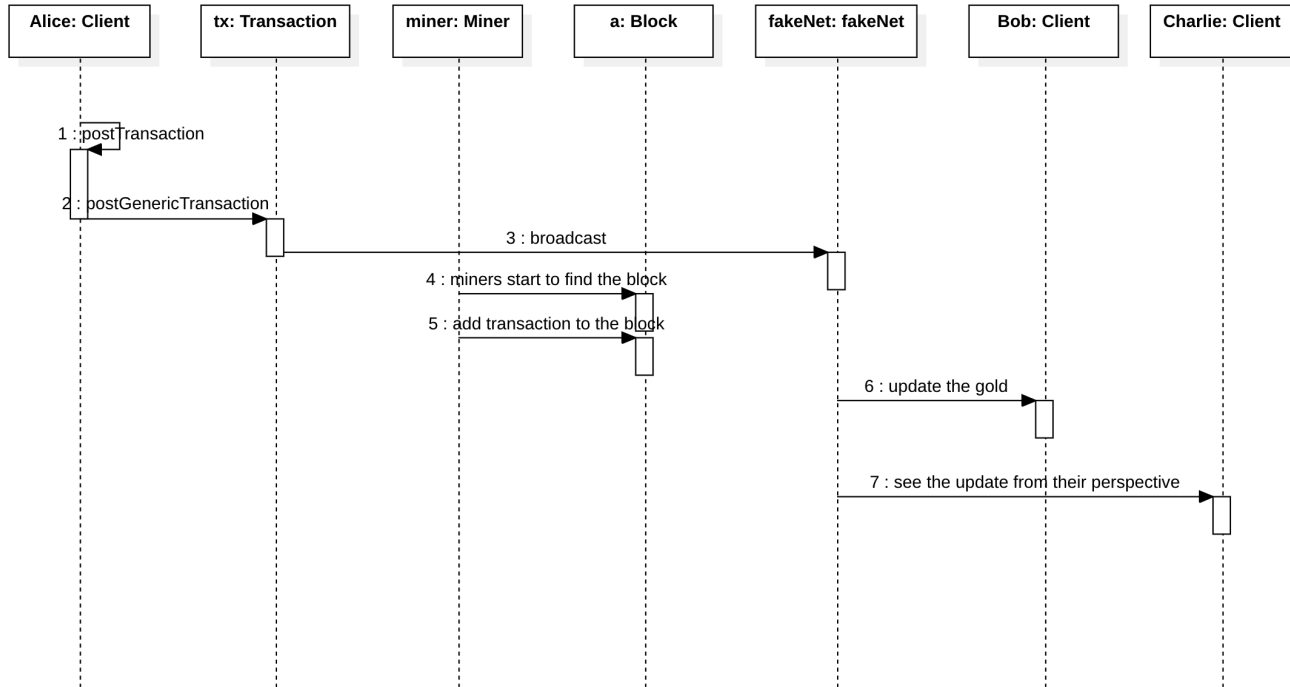 Alice: Client
tx: Transaction
miner: Miner
a: Block
fakeNet: fakeNet
Bob: Client
Charlie: Client
1 : postTransaction
2 : postGenericTransaction
3 : broadcast
4 : miners start to find the block
5 : add transaction to the block
6 : update the gold
7 : see the update from their perspective